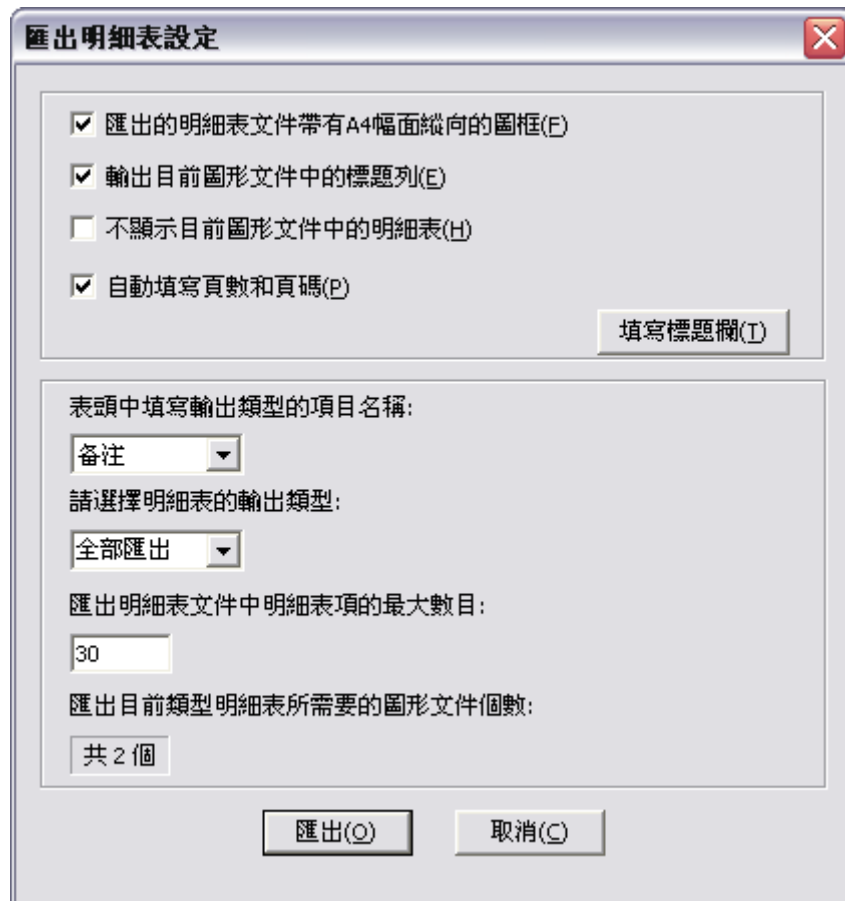 匯出明細表設定
匯出的明細表文件帶有A4幅面縱向的圖框(F)
輸出目前圖形文件中的標題列(E)
不顯示目前圖形文件中的明細表(H)
自動填寫頁數和頁碼(P)
填寫標題欄(T)
表頭中填寫輸出類型的項目名稱:
备注
請選擇明細表的輸出類型:
全部匯出
匯出明細表文件中明細表項的最大數目:
30
匯出目前類型明細表所需要的圖形文件個數:
共2個
匯出(O)
取消(C)